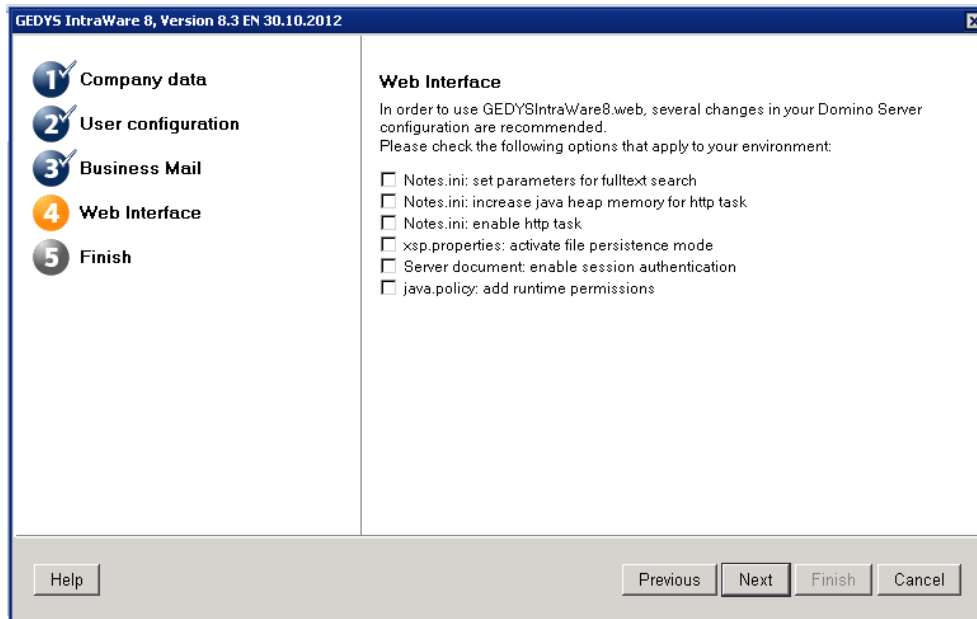 GEDYS IntraWare 8, Version 8.3 EN 30.10.2012
1 Company data
2 User configuration
3 Business Mail
4 Web Interface
5 Finish
Web Interface
In order to use GEDYSIntraWare8.web, several changes in your Domino Server
configuration are recommended.
Please check the following options that apply to your environment:
Notes.ini: set parameters for fulltext search
Notes.ini: increase java heap memory for http task
Notes.ini: enable http task
xsp.properties: activate file persistence mode
Server document: enable session authentication
java.policy: add runtime permissions
Help
Previous
Next
Finish
Cancel